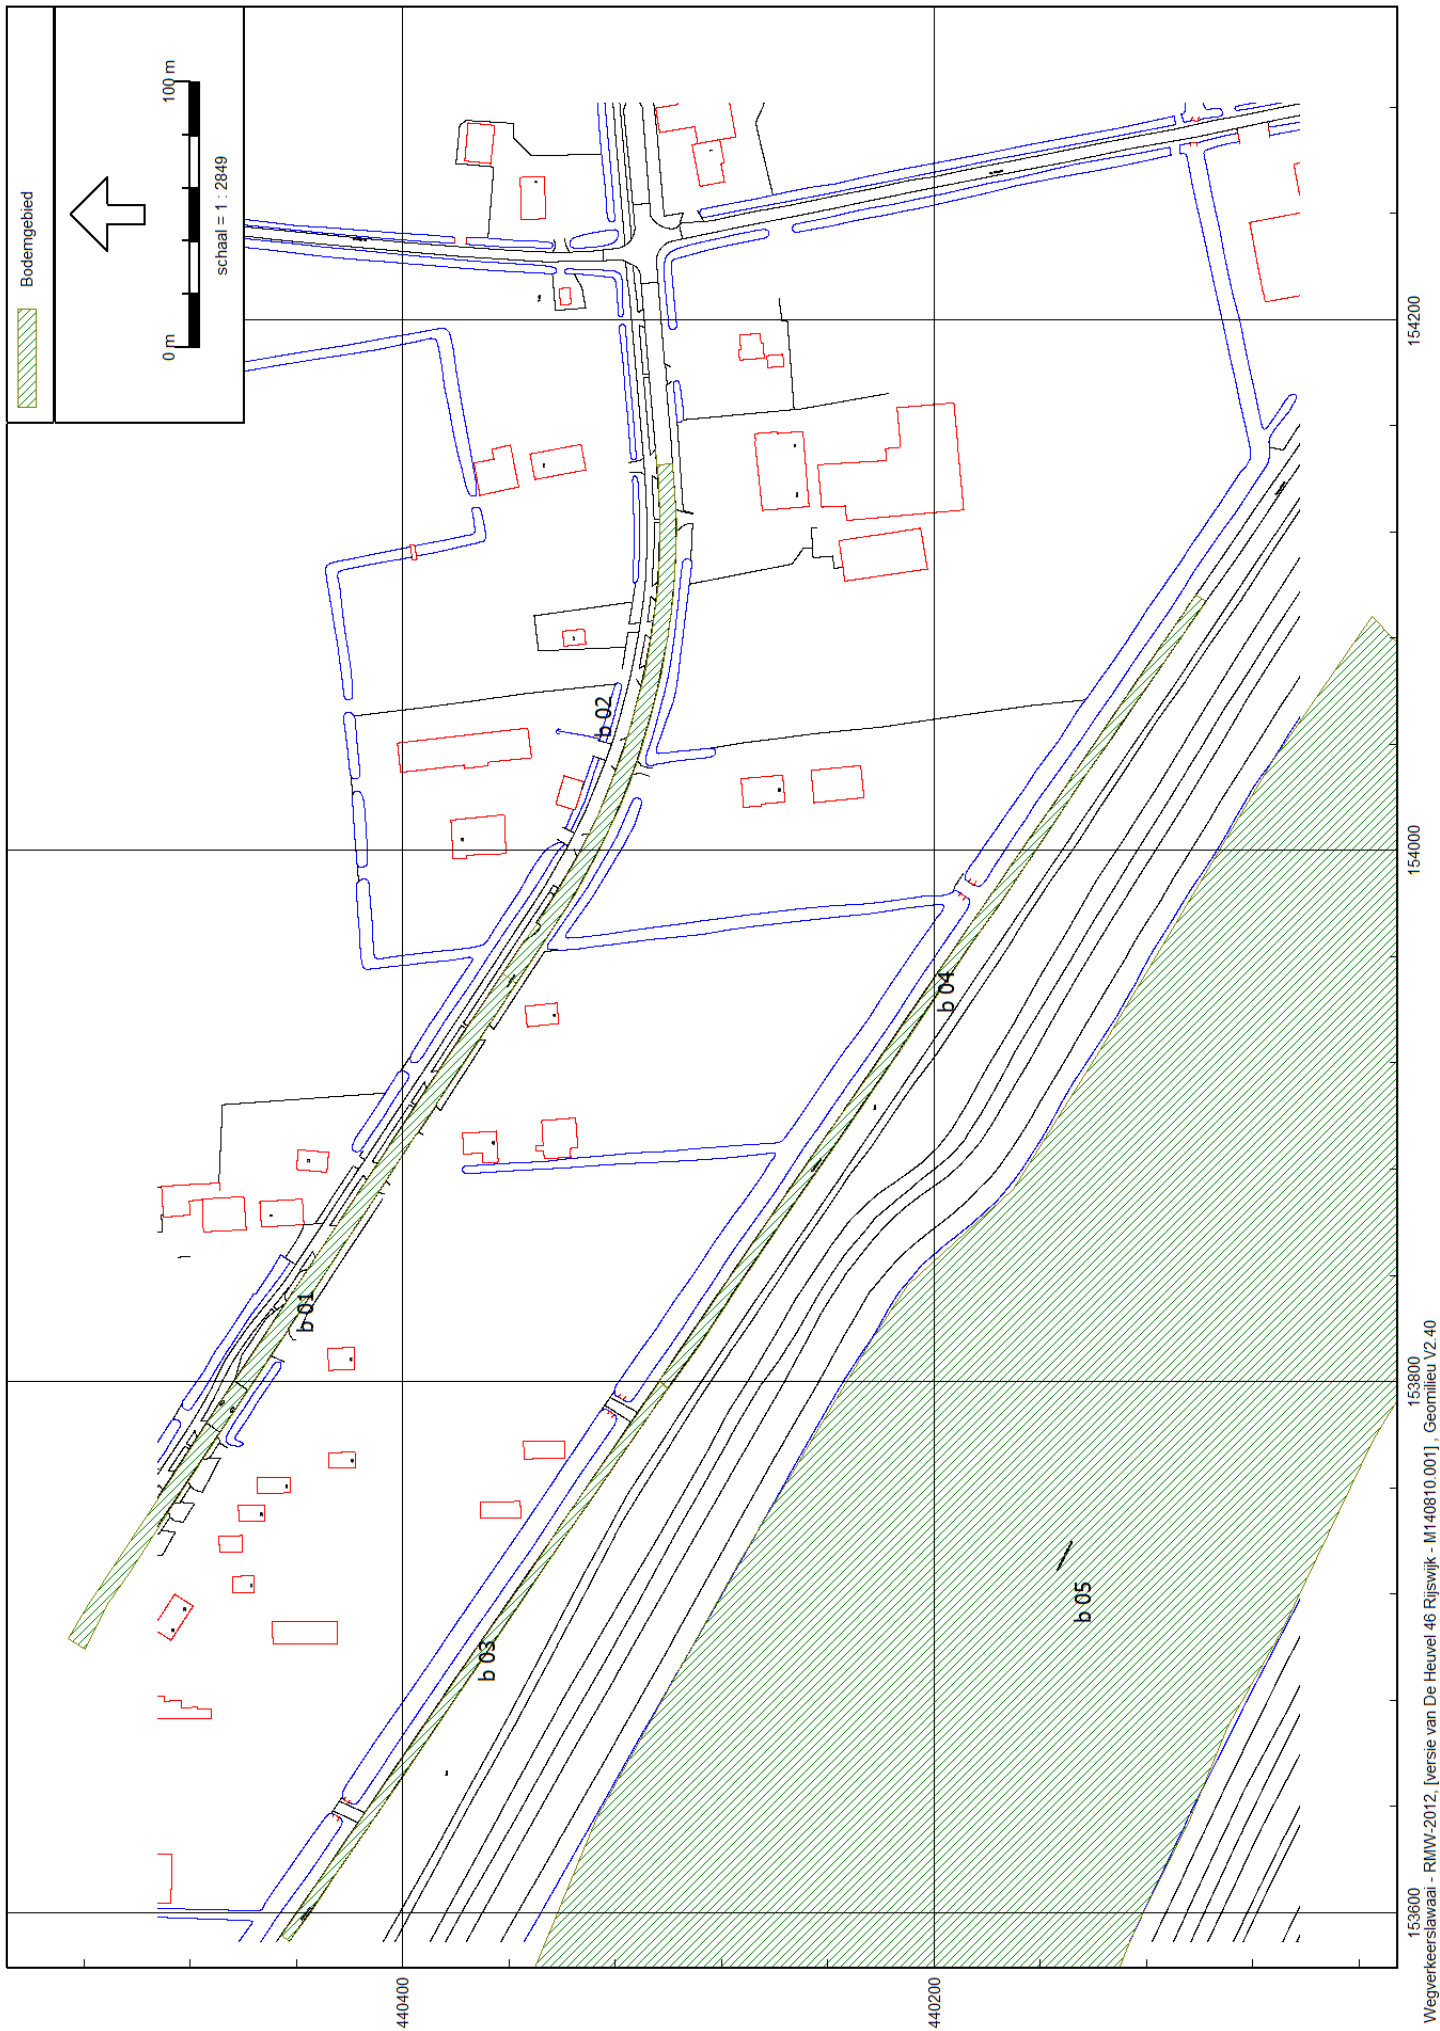 Bodemgebied
0 m
100 m
schaal = 1 : 2849
b 01
b 02
b 03
b 04
b 05
440400
440200
153600
153800
154000
154200
Wegverkeerslawaai - RMW-2012, [versie van De Heuvel 46 Rijswijk - M140810.001] , Geomilieu V2.40